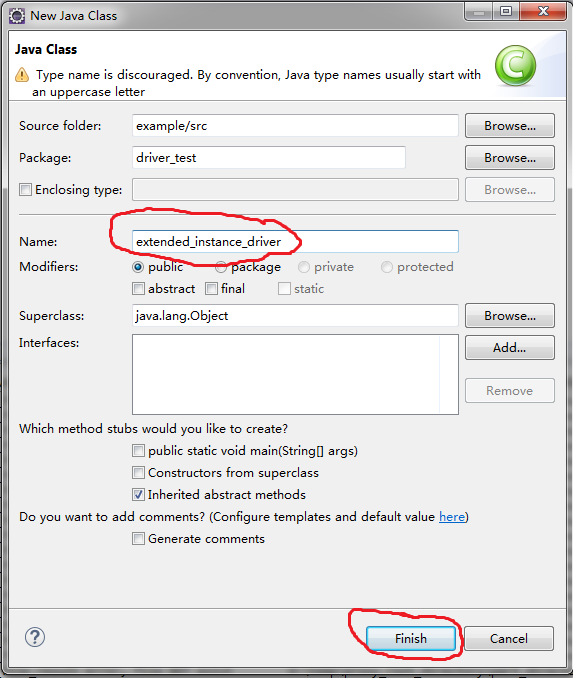 New Java Class
Java Class
Type name is discouraged. By convention, Java type names usually start with
an uppercase letter
Source folder: example/src Browse...
Package: driver_test Browse...
Enclosing type: Browse...
Name: extended_instance_driver
Modifiers: public package private protected
abstract final static
Superclass: java.lang.Object Browse...
Interfaces: Add...
Remove
Which method stubs would you like to create?
public static void main(String[] args)
Constructors from superclass
Inherited abstract methods
Do you want to add comments? (Configure templates and default value here)
Generate comments
? Finish Cancel